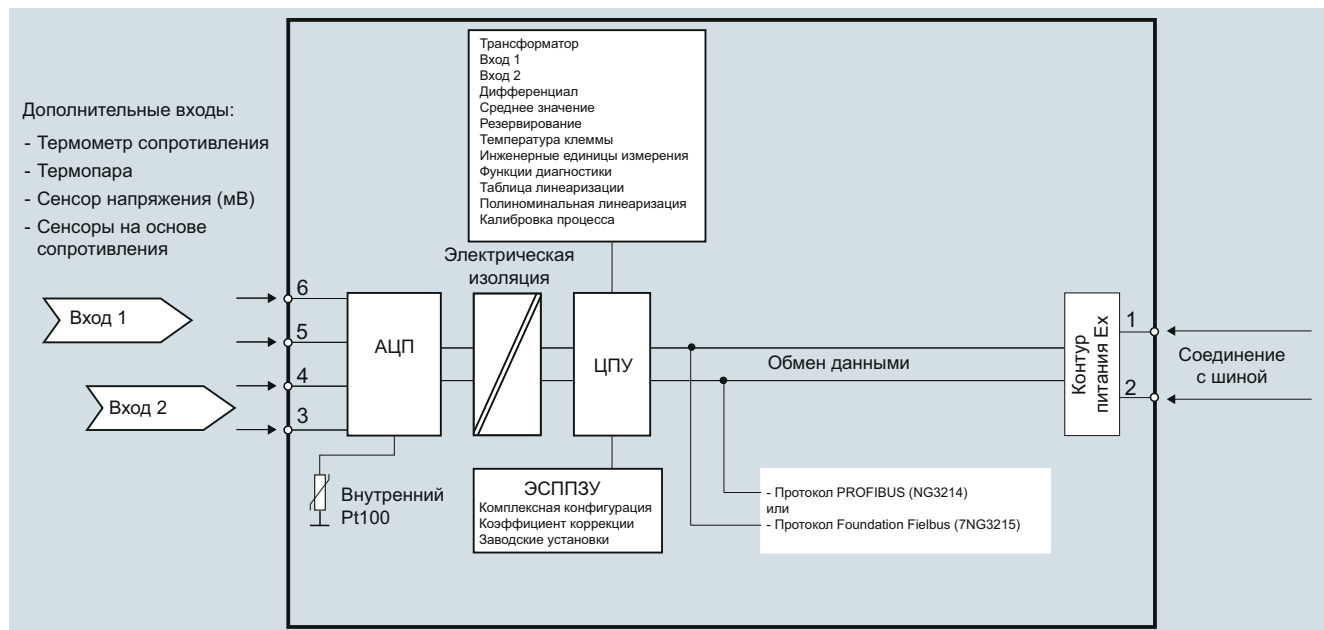 Трансформатор
Вход 1
Вход 2
Дифференциал
Среднее значение
Резервирование
Температура клеммы
Инженерные единицы измерения
Функции диагностики
Таблица линеаризации
Полиноминальная линеаризация
Калибровка процесса
Дополнительные входы:
- Термометр сопротивления
- Термопара
- Сенсор напряжения (мВ)
- Сенсоры на основе
сопротивления
Электрическая
изоляция
6
5
4
3
Вход 1
Вход 2
АЦП
ЦПУ
Обмен данными
Контур
питания Ex
1
2
Соединение
с шиной
Внутренний
Pt100
ЭСППЗУ
Комплексная конфигурация
Коэффициент коррекции
Заводские установки
- Протокол PROFIBUS (NG3214)
или
- Протокол Foundation Fielbus (7NG3215)